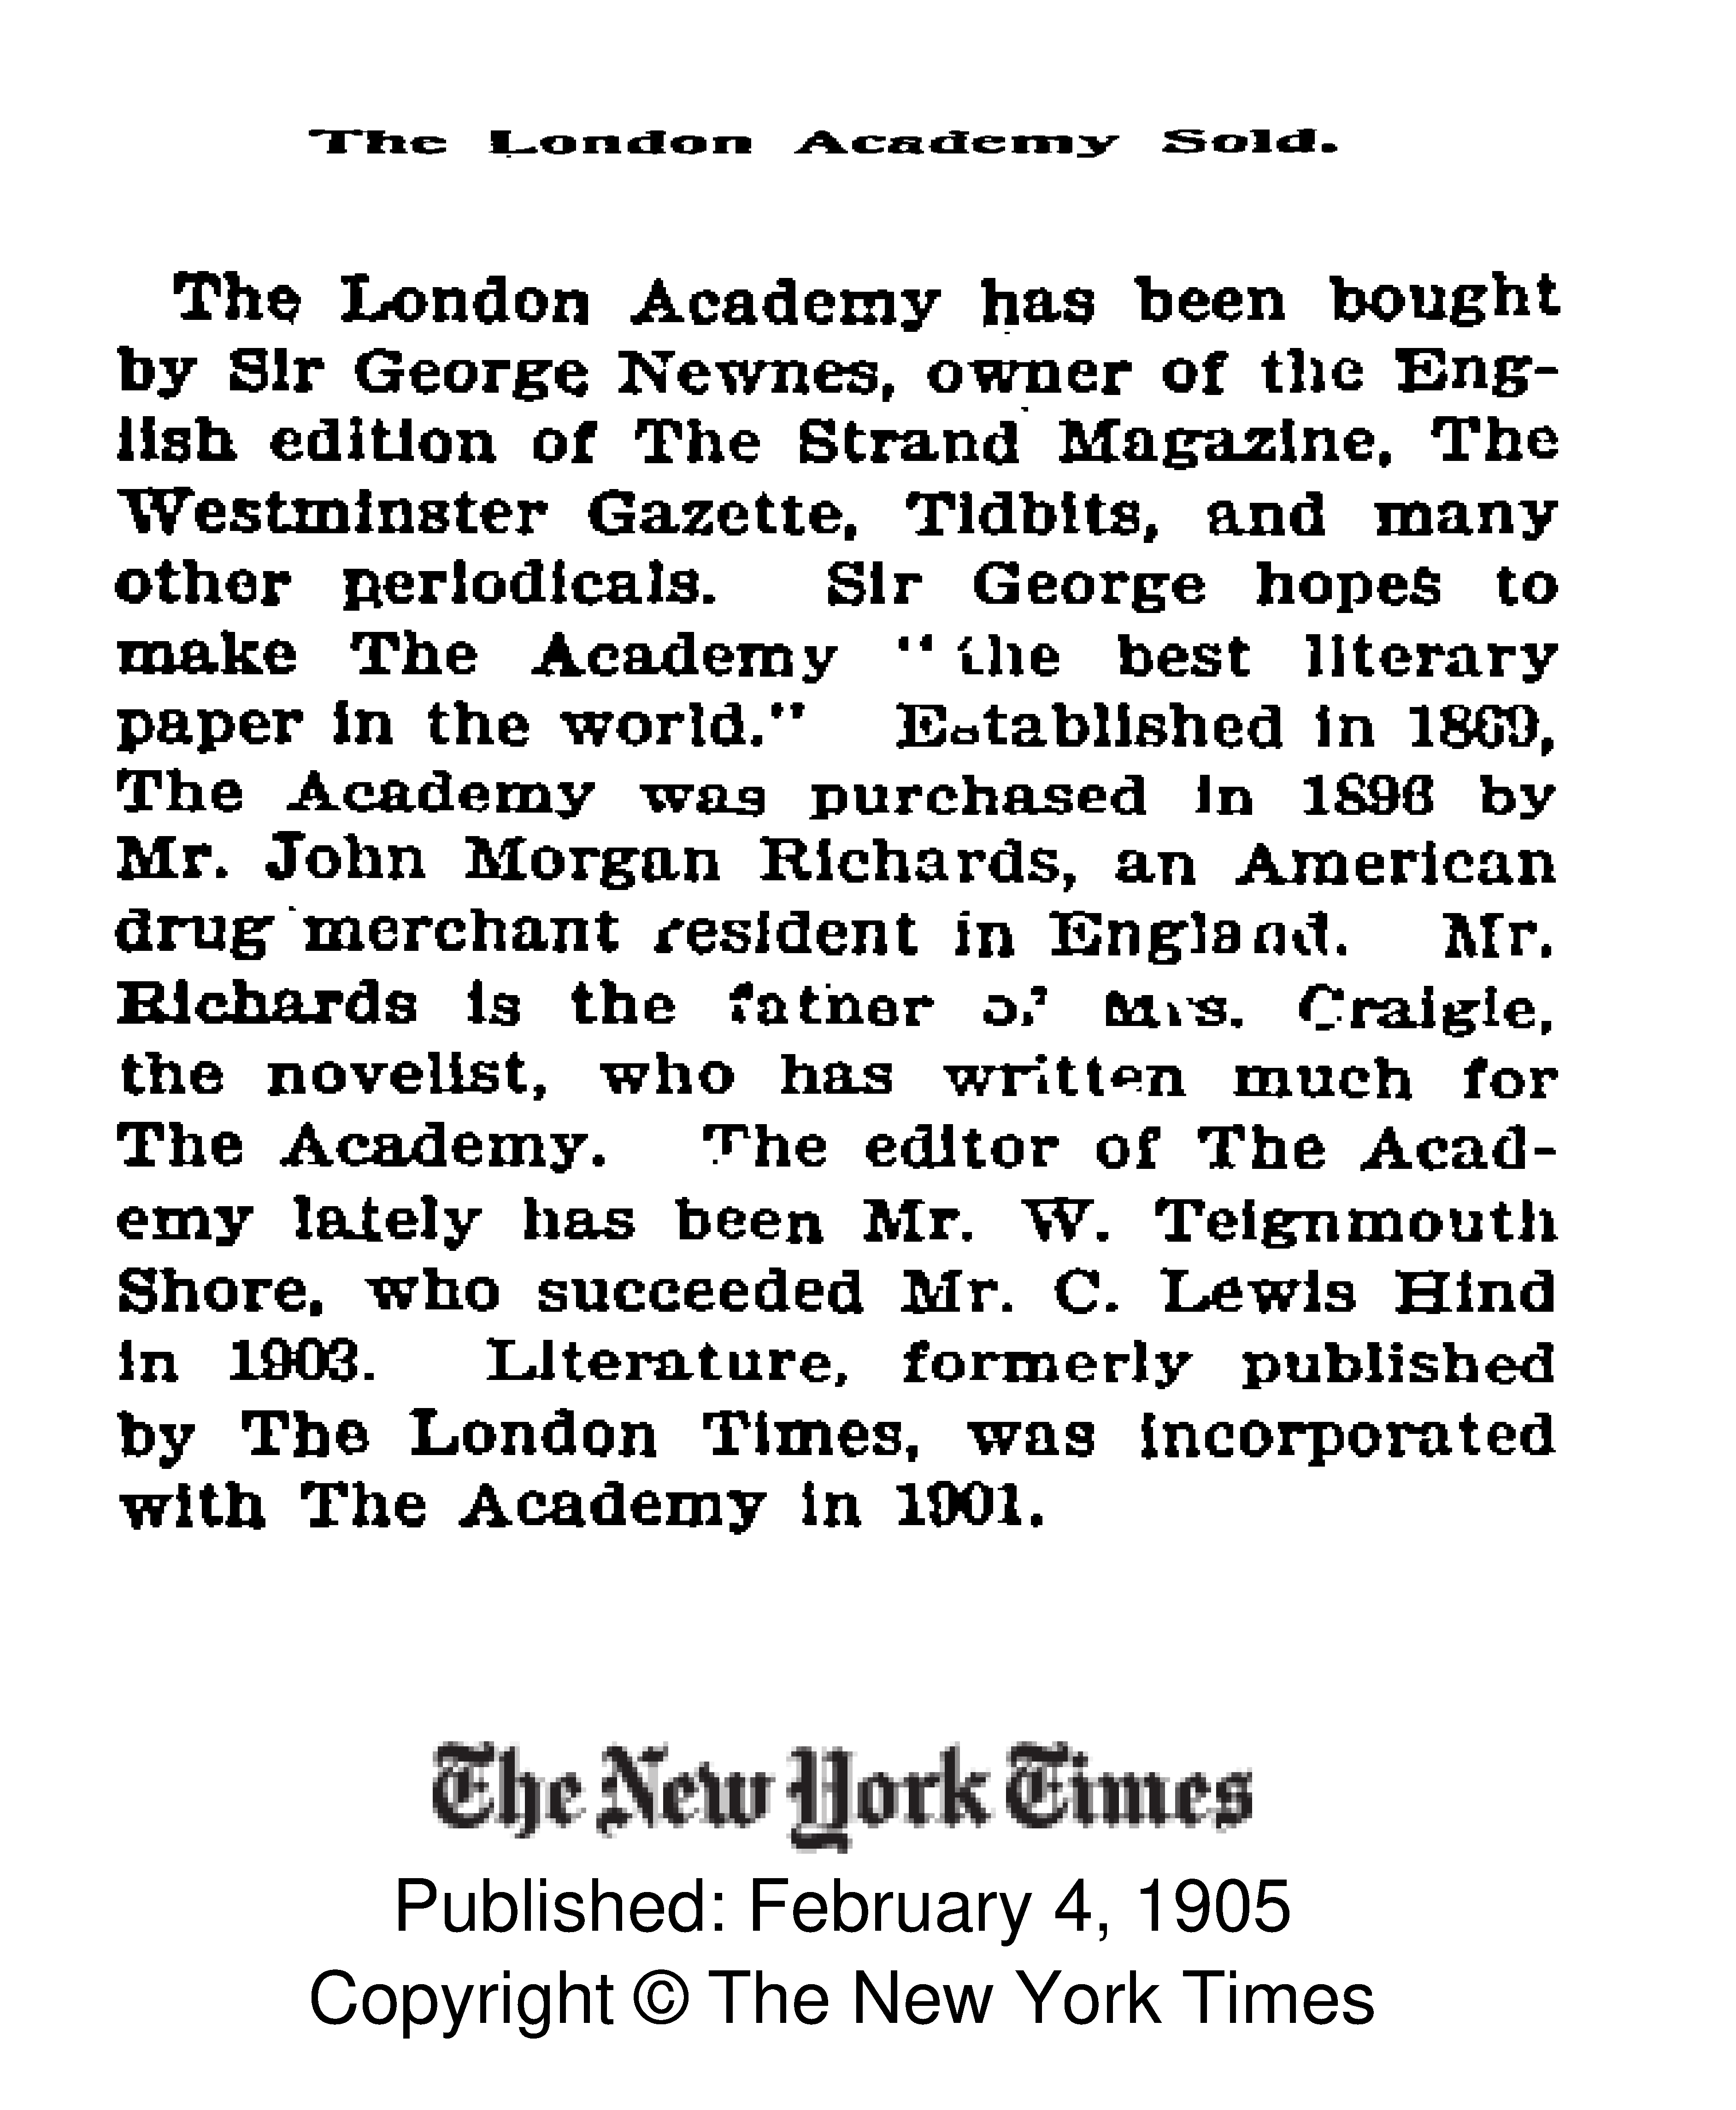 The London Academy Sold.
The London Academy has been bought
by Sir George Newnes, owner of the Eng-
lish edition of The Strand Magazine, The
Westminster Gazette, Tidbits, and many
other periodicals. Sir George hopes to
make The Academy "the best literary
paper in the world." Established in 1869,
The Academy was purchased in 1896 by
Mr. John Morgan Richards, an American
drug merchant resident in England. Mr.
Richards is the father of Mrs. Craigie,
the novelist, who has written much for
The Academy. The editor of The Acad-
emy lately has been Mr. W. Teignmouth
Shore, who succeeded Mr. C. Lewis Hind
in 1903. Literature, formerly published
by The London Times, was incorporated
with The Academy in 1901.
The New York Times
Published: February 4, 1905
Copyright © The New York Times